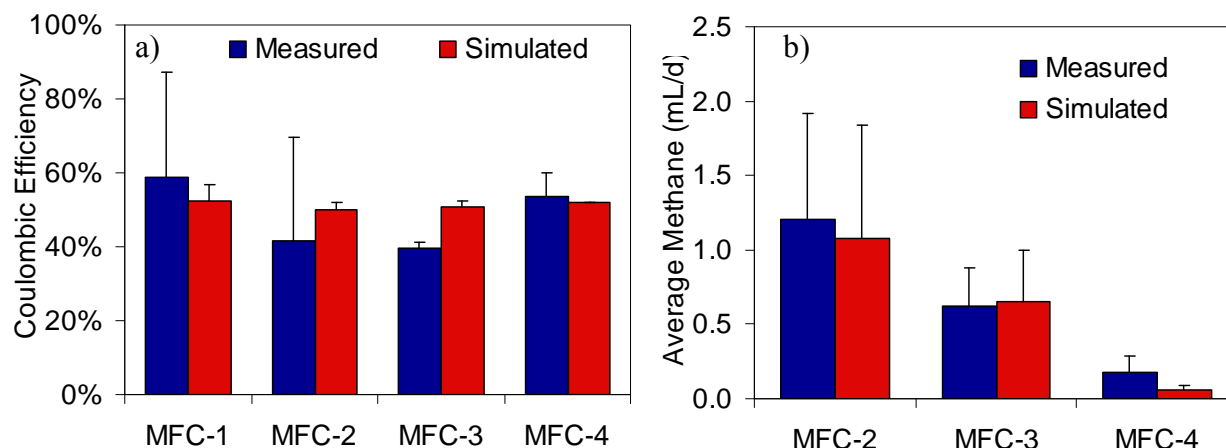 a)
Measured
Simulated
Coulombic Efficiency
100%
80%
60%
40%
20%
0%
MFC-1
MFC-2
MFC-3
MFC-4
b)
Measured
Simulated
Average Methane (mL/d)
2.5
2.0
1.5
1.0
0.5
0.0
MFC-2
MFC-3
MFC-4